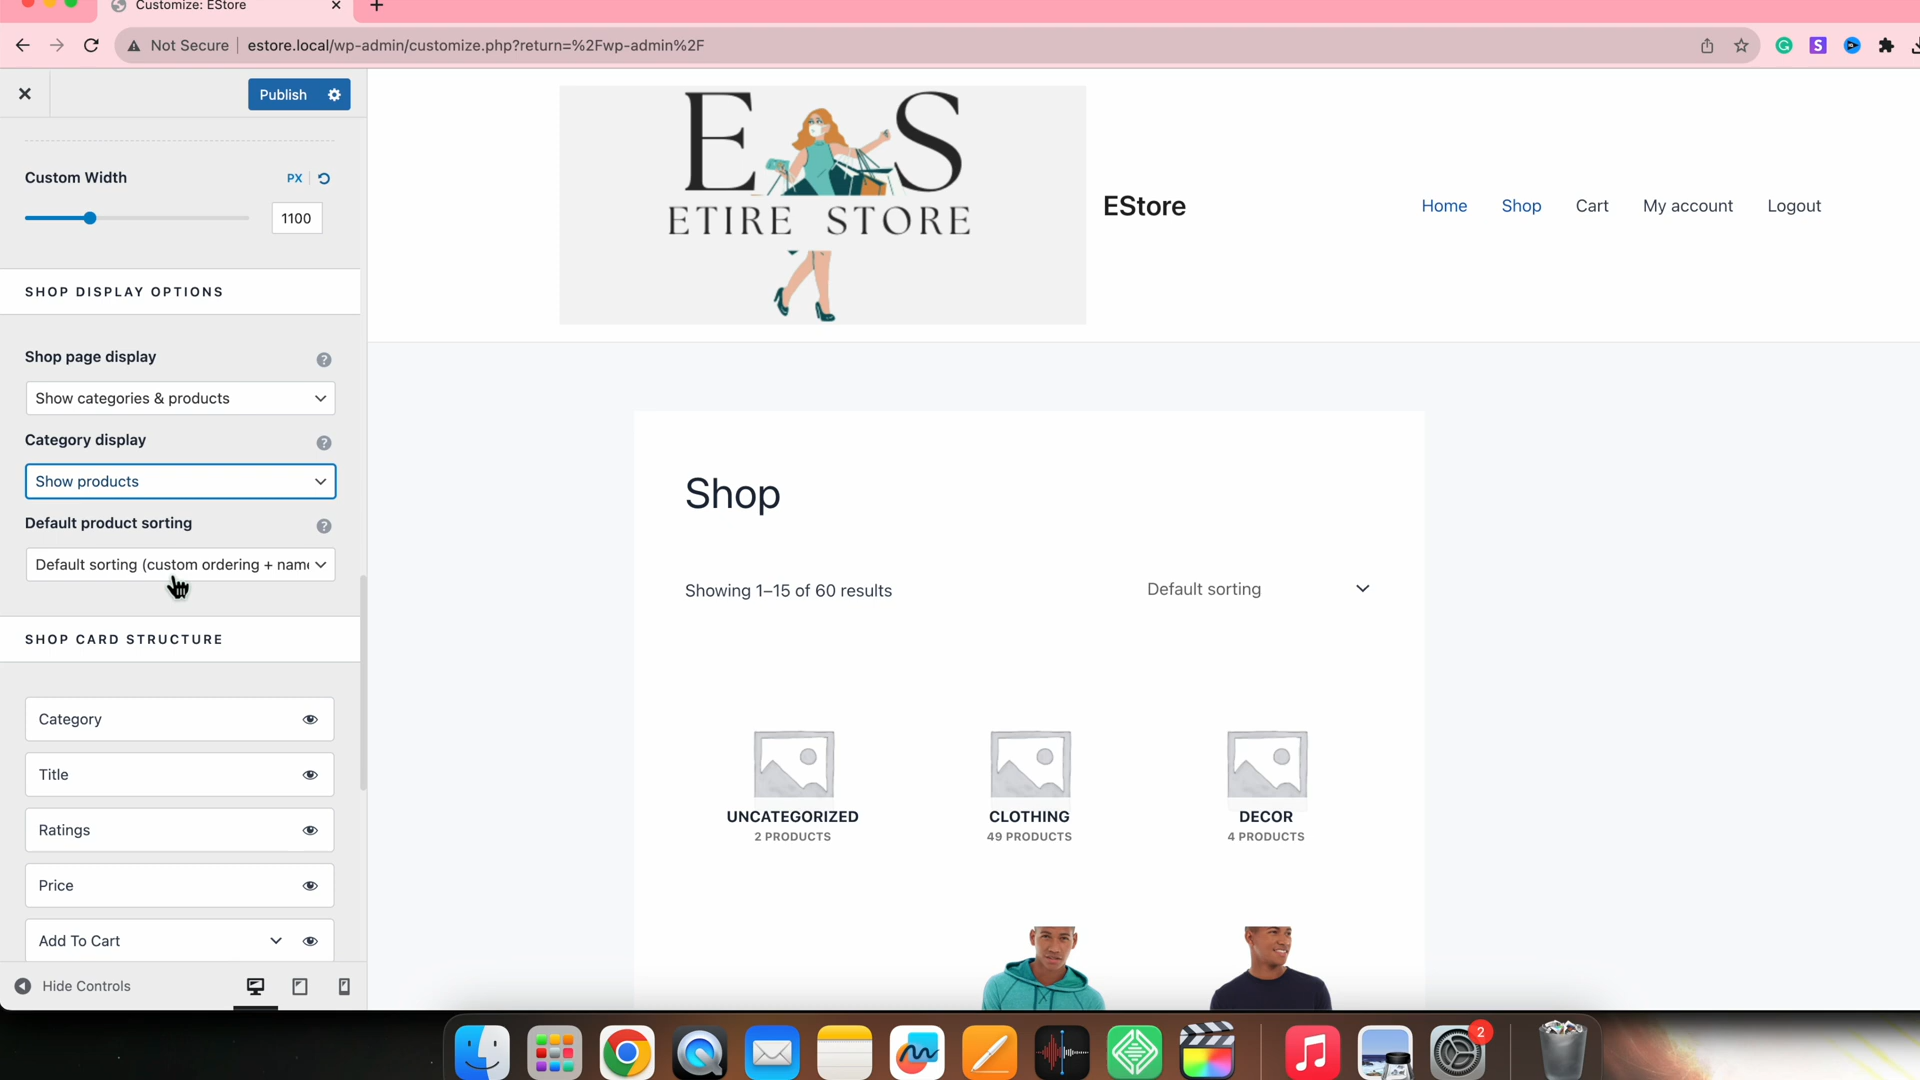 Customize: EStore
Not Secure
estore.local/wp-admin/customize.php?return=%2Fwp-admin%2F
Publish
Custom Width
PX
1100
SHOP DISPLAY OPTIONS
Shop page display
?
Show categories & products
Category display
?
Show products
Default product sorting
?
Default sorting (custom ordering + name
SHOP CARD STRUCTURE
Category
Title
Ratings
Price
Add To Cart
Hide Controls
E S
ETIRE STORE
EStore
Home
Shop
Cart
My account
Logout
Shop
Showing 1–15 of 60 results
Default sorting
UNCATEGORIZED
2 PRODUCTS
CLOTHING
49 PRODUCTS
DECOR
4 PRODUCTS
2